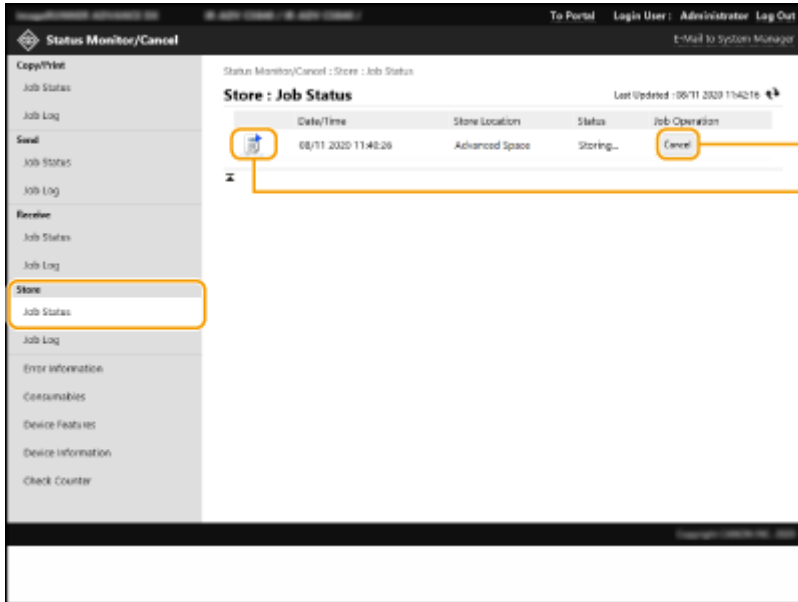 To Portal Login User : Administrator Log Out
Status Monitor/Cancel
E-Mail to System Manager
Copy/Print
Job Status
Job Log
Send
Job Status
Job Log
Receive
Job Status
Job Log
Store
Job Status
Job Log
Error Information
Consumables
Device Features
Device Information
Check Counter
Status Monitor/Cancel : Store : Job Status
Store : Job Status
Last Updated : 08/11 2020 11:42:16
Date/Time Store Location Status Job Operation
08/11 2020 11:40:26 Advanced Space Storing... Cancel